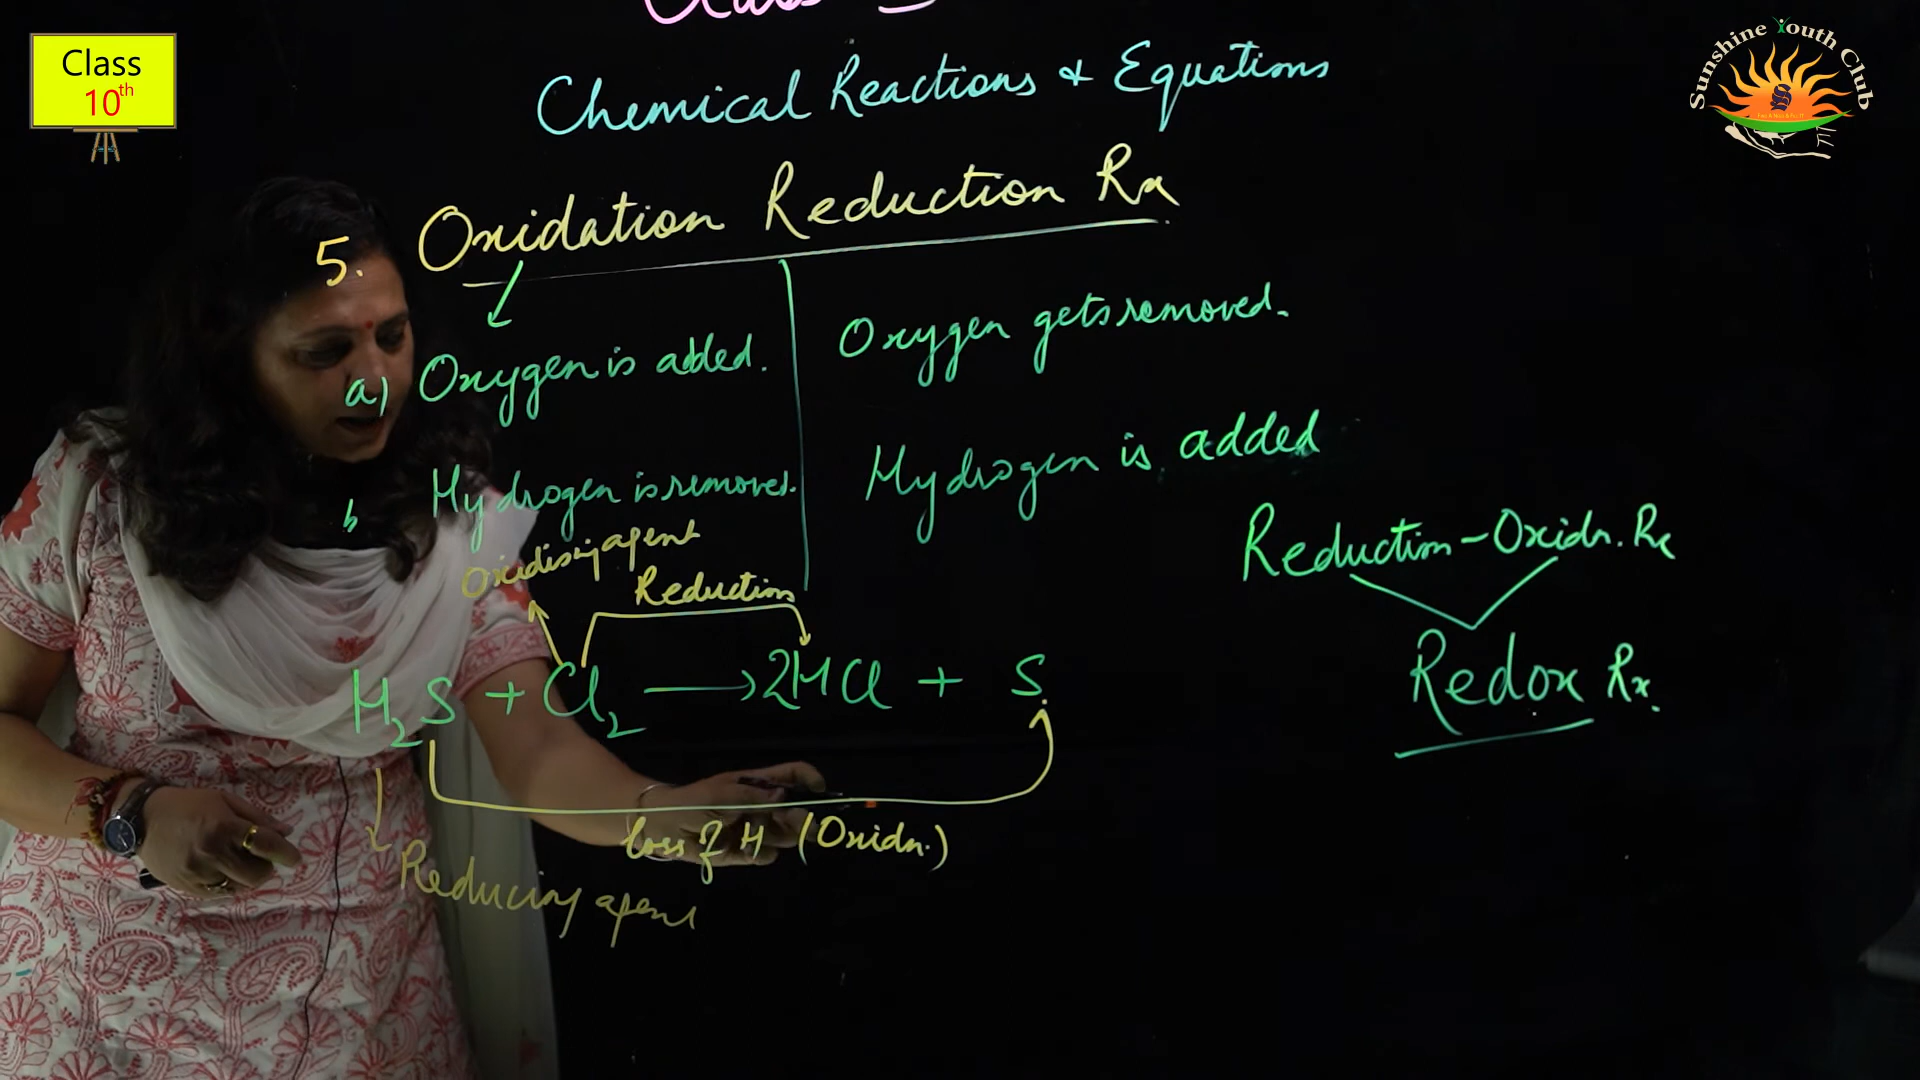 Class
10th
Sunshine Youth Club
Chemical Reactions & Equations
5. Oxidation Reduction Rx
a) Oxygen is added.
Oxygen gets removed.
b Hydrogen is removed.
Hydrogen is added
Reduction-Oxidn. Rx
Redox Rx.
Oxidising agent
Reduction
H2S + Cl2 → 2HCl + S
loss of H (Oxidn.)
Reducing agent